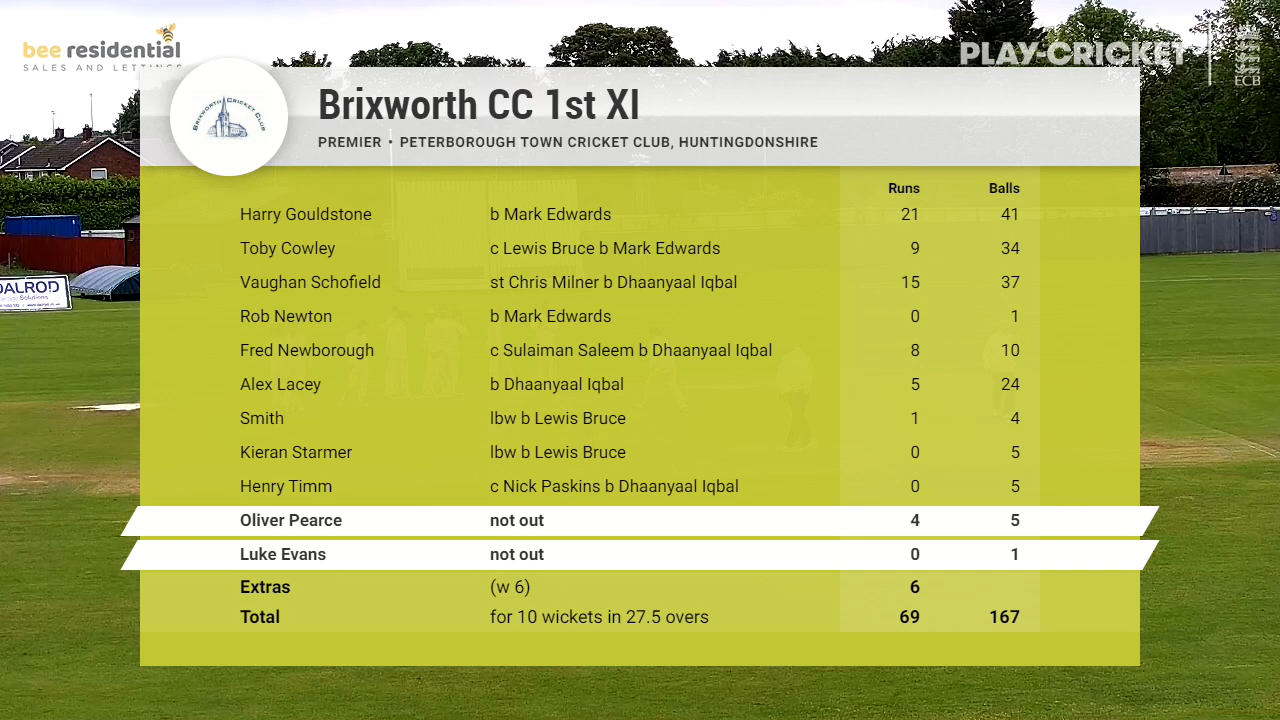 bee residential
SALES AND LETTINGS
PLAY-CRICKET
ECB
BRIXWORTH CRICKET CLUB
Brixworth CC 1st XI
PREMIER • PETERBOROUGH TOWN CRICKET CLUB, HUNTINGDONSHIRE
Runs Balls
Harry Gouldstone b Mark Edwards 21 41
Toby Cowley c Lewis Bruce b Mark Edwards 9 34
Vaughan Schofield st Chris Milner b Dhaanyaal Iqbal 15 37
Rob Newton b Mark Edwards 0 1
Fred Newborough c Sulaiman Saleem b Dhaanyaal Iqbal 8 10
Alex Lacey b Dhaanyaal Iqbal 5 24
Smith lbw b Lewis Bruce 1 4
Kieran Starmer lbw b Lewis Bruce 0 5
Henry Timm c Nick Paskins b Dhaanyaal Iqbal 0 5
Oliver Pearce not out 4 5
Luke Evans not out 0 1
Extras (w 6) 6
Total for 10 wickets in 27.5 overs 69 167
DALROD
Solutions